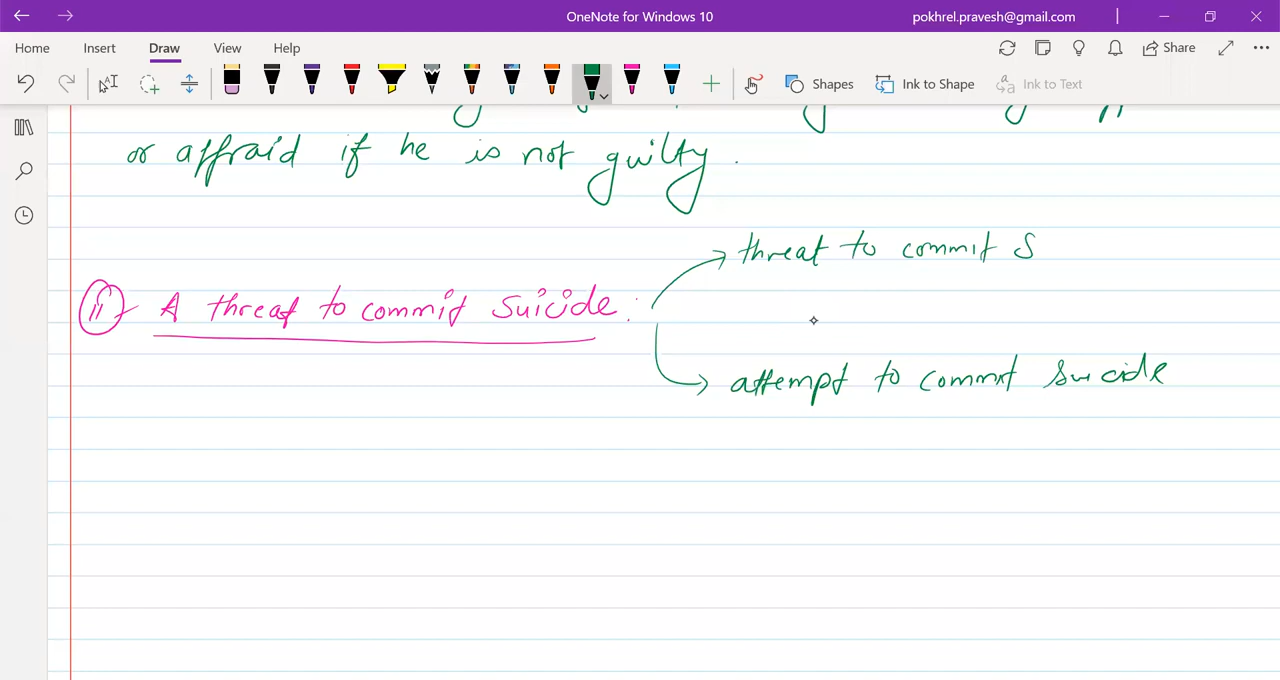 OneNote for Windows 10
pokhrel.pravesh@gmail.com
Home Insert Draw View Help
Share
Shapes Ink to Shape Ink to Text
or affraid if he is not guilty.
threat to commit S
ii A threat to commit suicide:
attempt to commit suicide